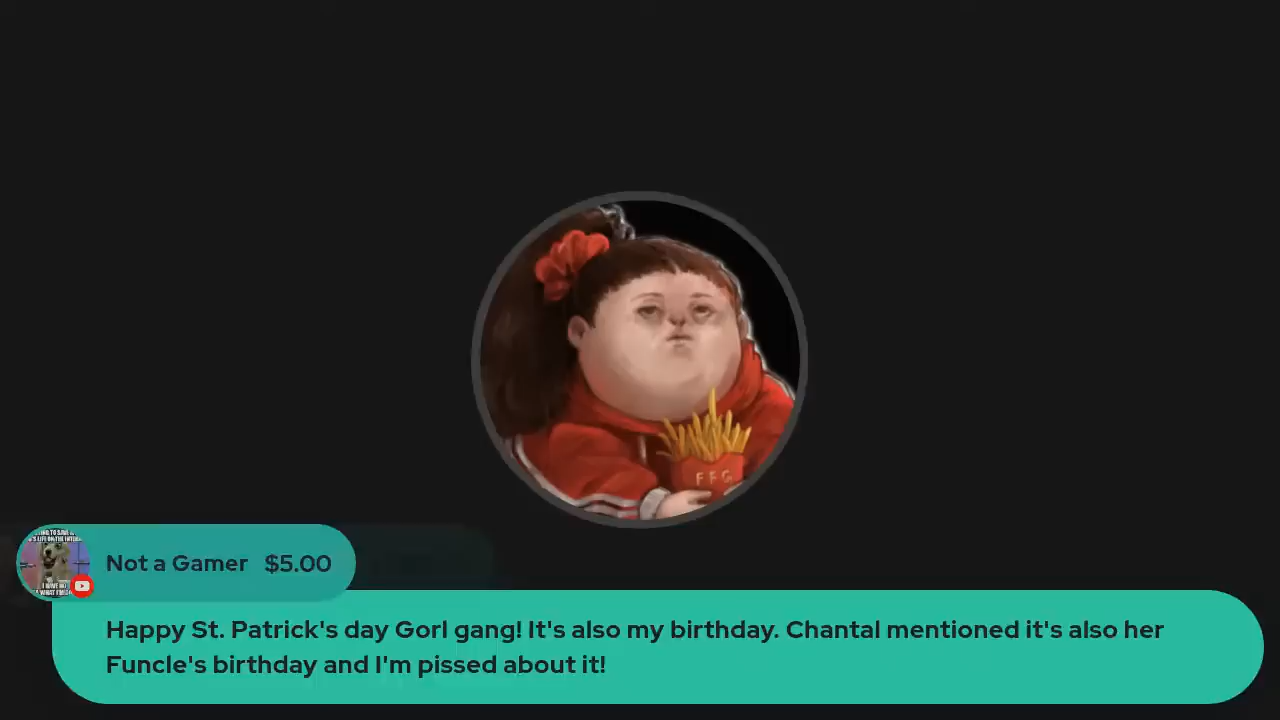 FFG
Not a Gamer $5.00
Happy St. Patrick's day Gorl gang! It's also my birthday. Chantal mentioned it's also her
Funcle's birthday and I'm pissed about it!